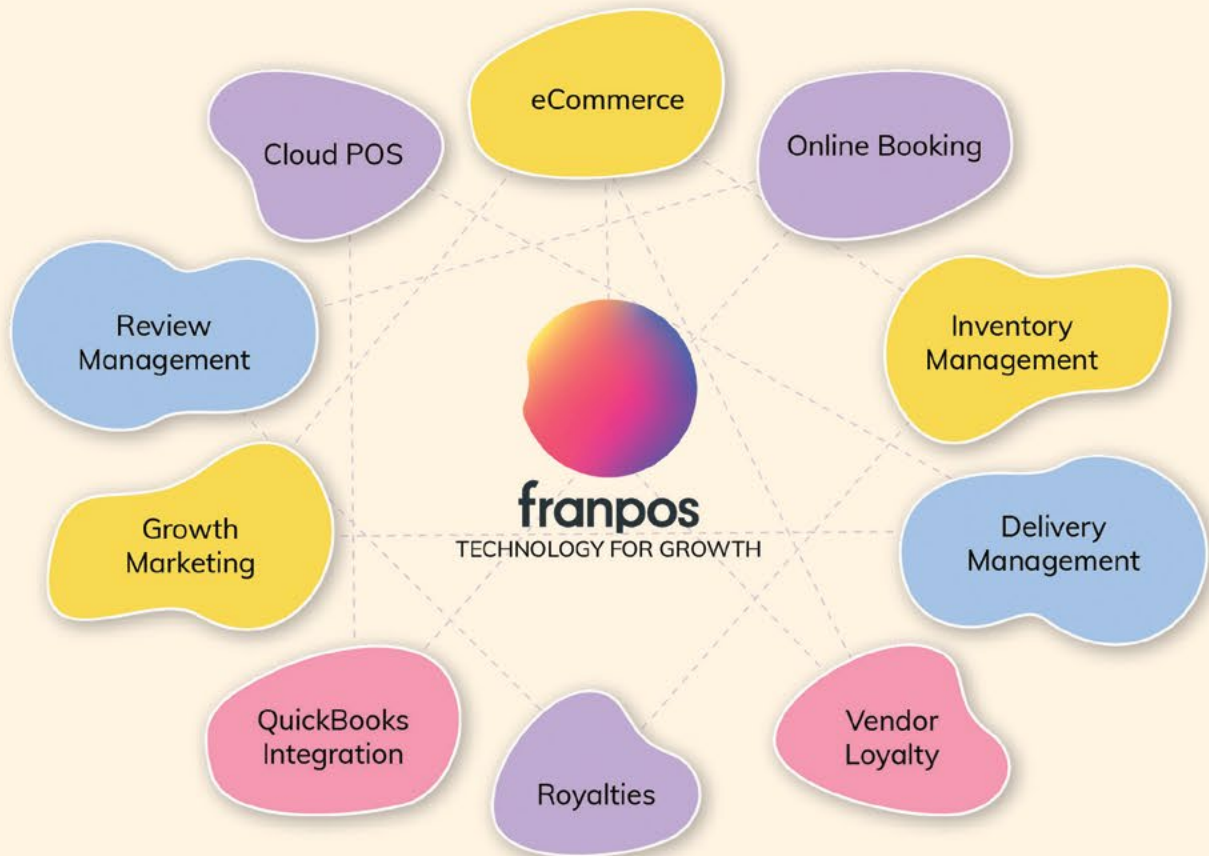 eCommerce
Cloud POS
Online Booking
Review
Management
Inventory
Management
franpos
TECHNOLOGY FOR GROWTH
Growth
Marketing
Delivery
Management
QuickBooks
Integration
Vendor
Loyalty
Royalties